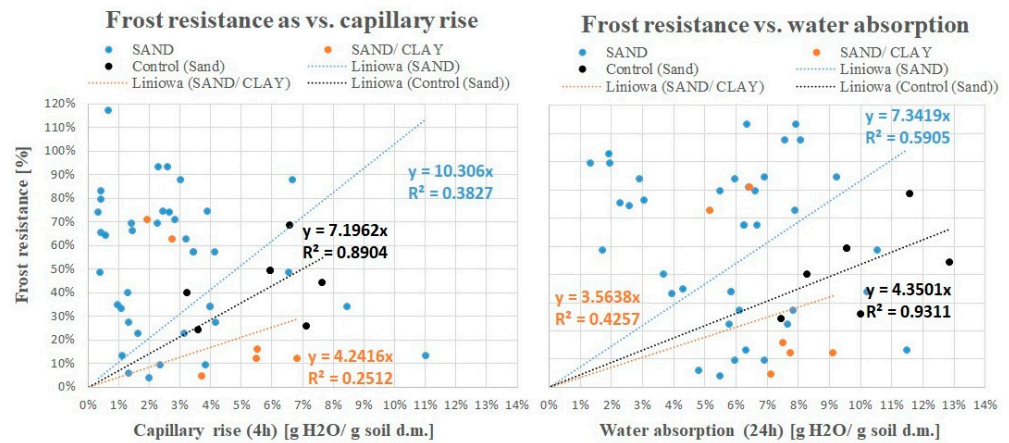 Frost resistance as vs. capillary rise
SAND
SAND/ CLAY
Control (Sand)
Liniowa (SAND)
Liniowa (SAND/ CLAY)
Liniowa (Control (Sand))
Frost resistance [%]
120%
110%
100%
90%
80%
70%
60%
50%
40%
30%
20%
10%
0%
y = 10.306x
R² = 0.3827
y = 7.1962x
R² = 0.8904
y = 4.2416x
R² = 0.2512
0% 1% 2% 3% 4% 5% 6% 7% 8% 9% 10% 11% 12% 13% 14%
Capillary rise (4h) [g H2O/ g soil d.m.]
Frost resistance vs. water absorption
SAND
SAND/ CLAY
Control (Sand)
Liniowa (SAND)
Liniowa (SAND/ CLAY)
Liniowa (Control (Sand))
y = 7.3419x
R² = 0.5905
y = 3.5638x
R² = 0.4257
y = 4.3501x
R² = 0.9311
0% 1% 2% 3% 4% 5% 6% 7% 8% 9% 10% 11% 12% 13% 14%
Water absorption (24h) [g H2O/ g soil d.m.]